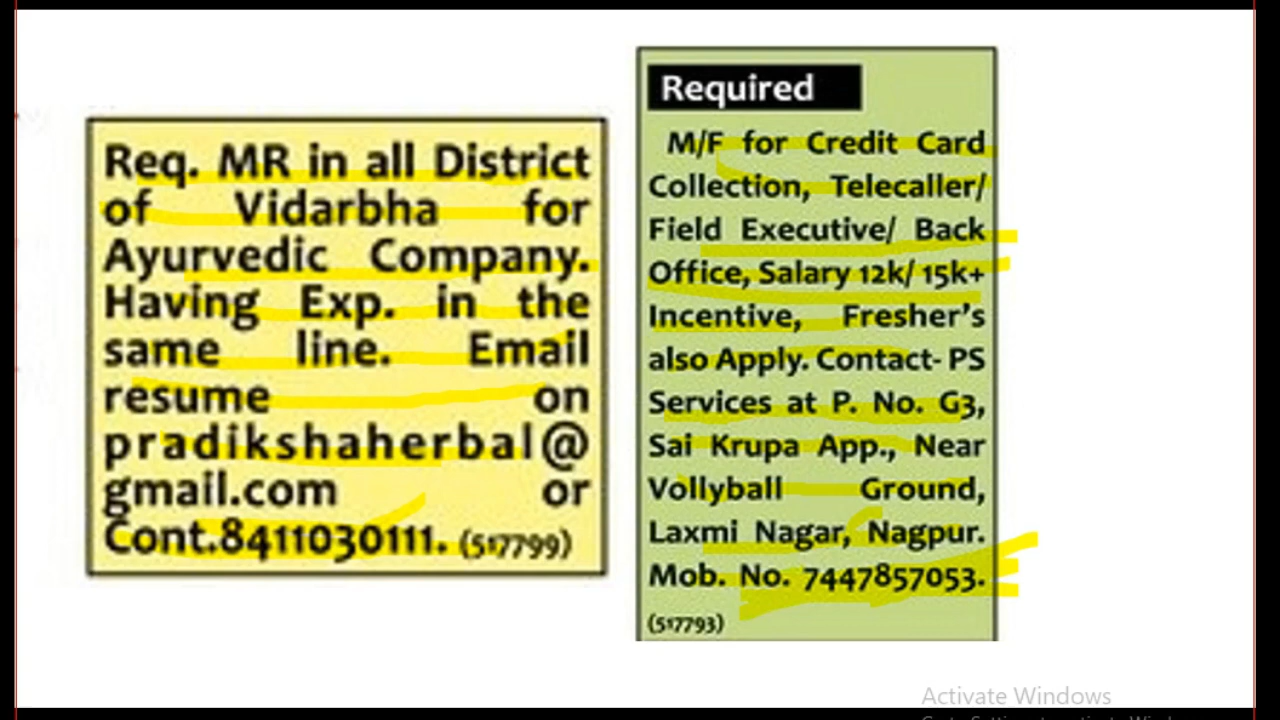 Req. MR in all District
of Vidarbha for
Ayurvedic Company.
Having Exp. in the
same line. Email
resume on
pradikshaherbal@
gmail.com or
Cont.8411030111. (517799)
Required
M/F for Credit Card
Collection, Telecaller/
Field Executive/ Back
Office, Salary 12k/ 15k+
Incentive, Fresher's
also Apply. Contact- PS
Services at P. No. G3,
Sai Krupa App., Near
Vollyball Ground,
Laxmi Nagar, Nagpur.
Mob. No. 7447857053.
(517793)
Activate Windows